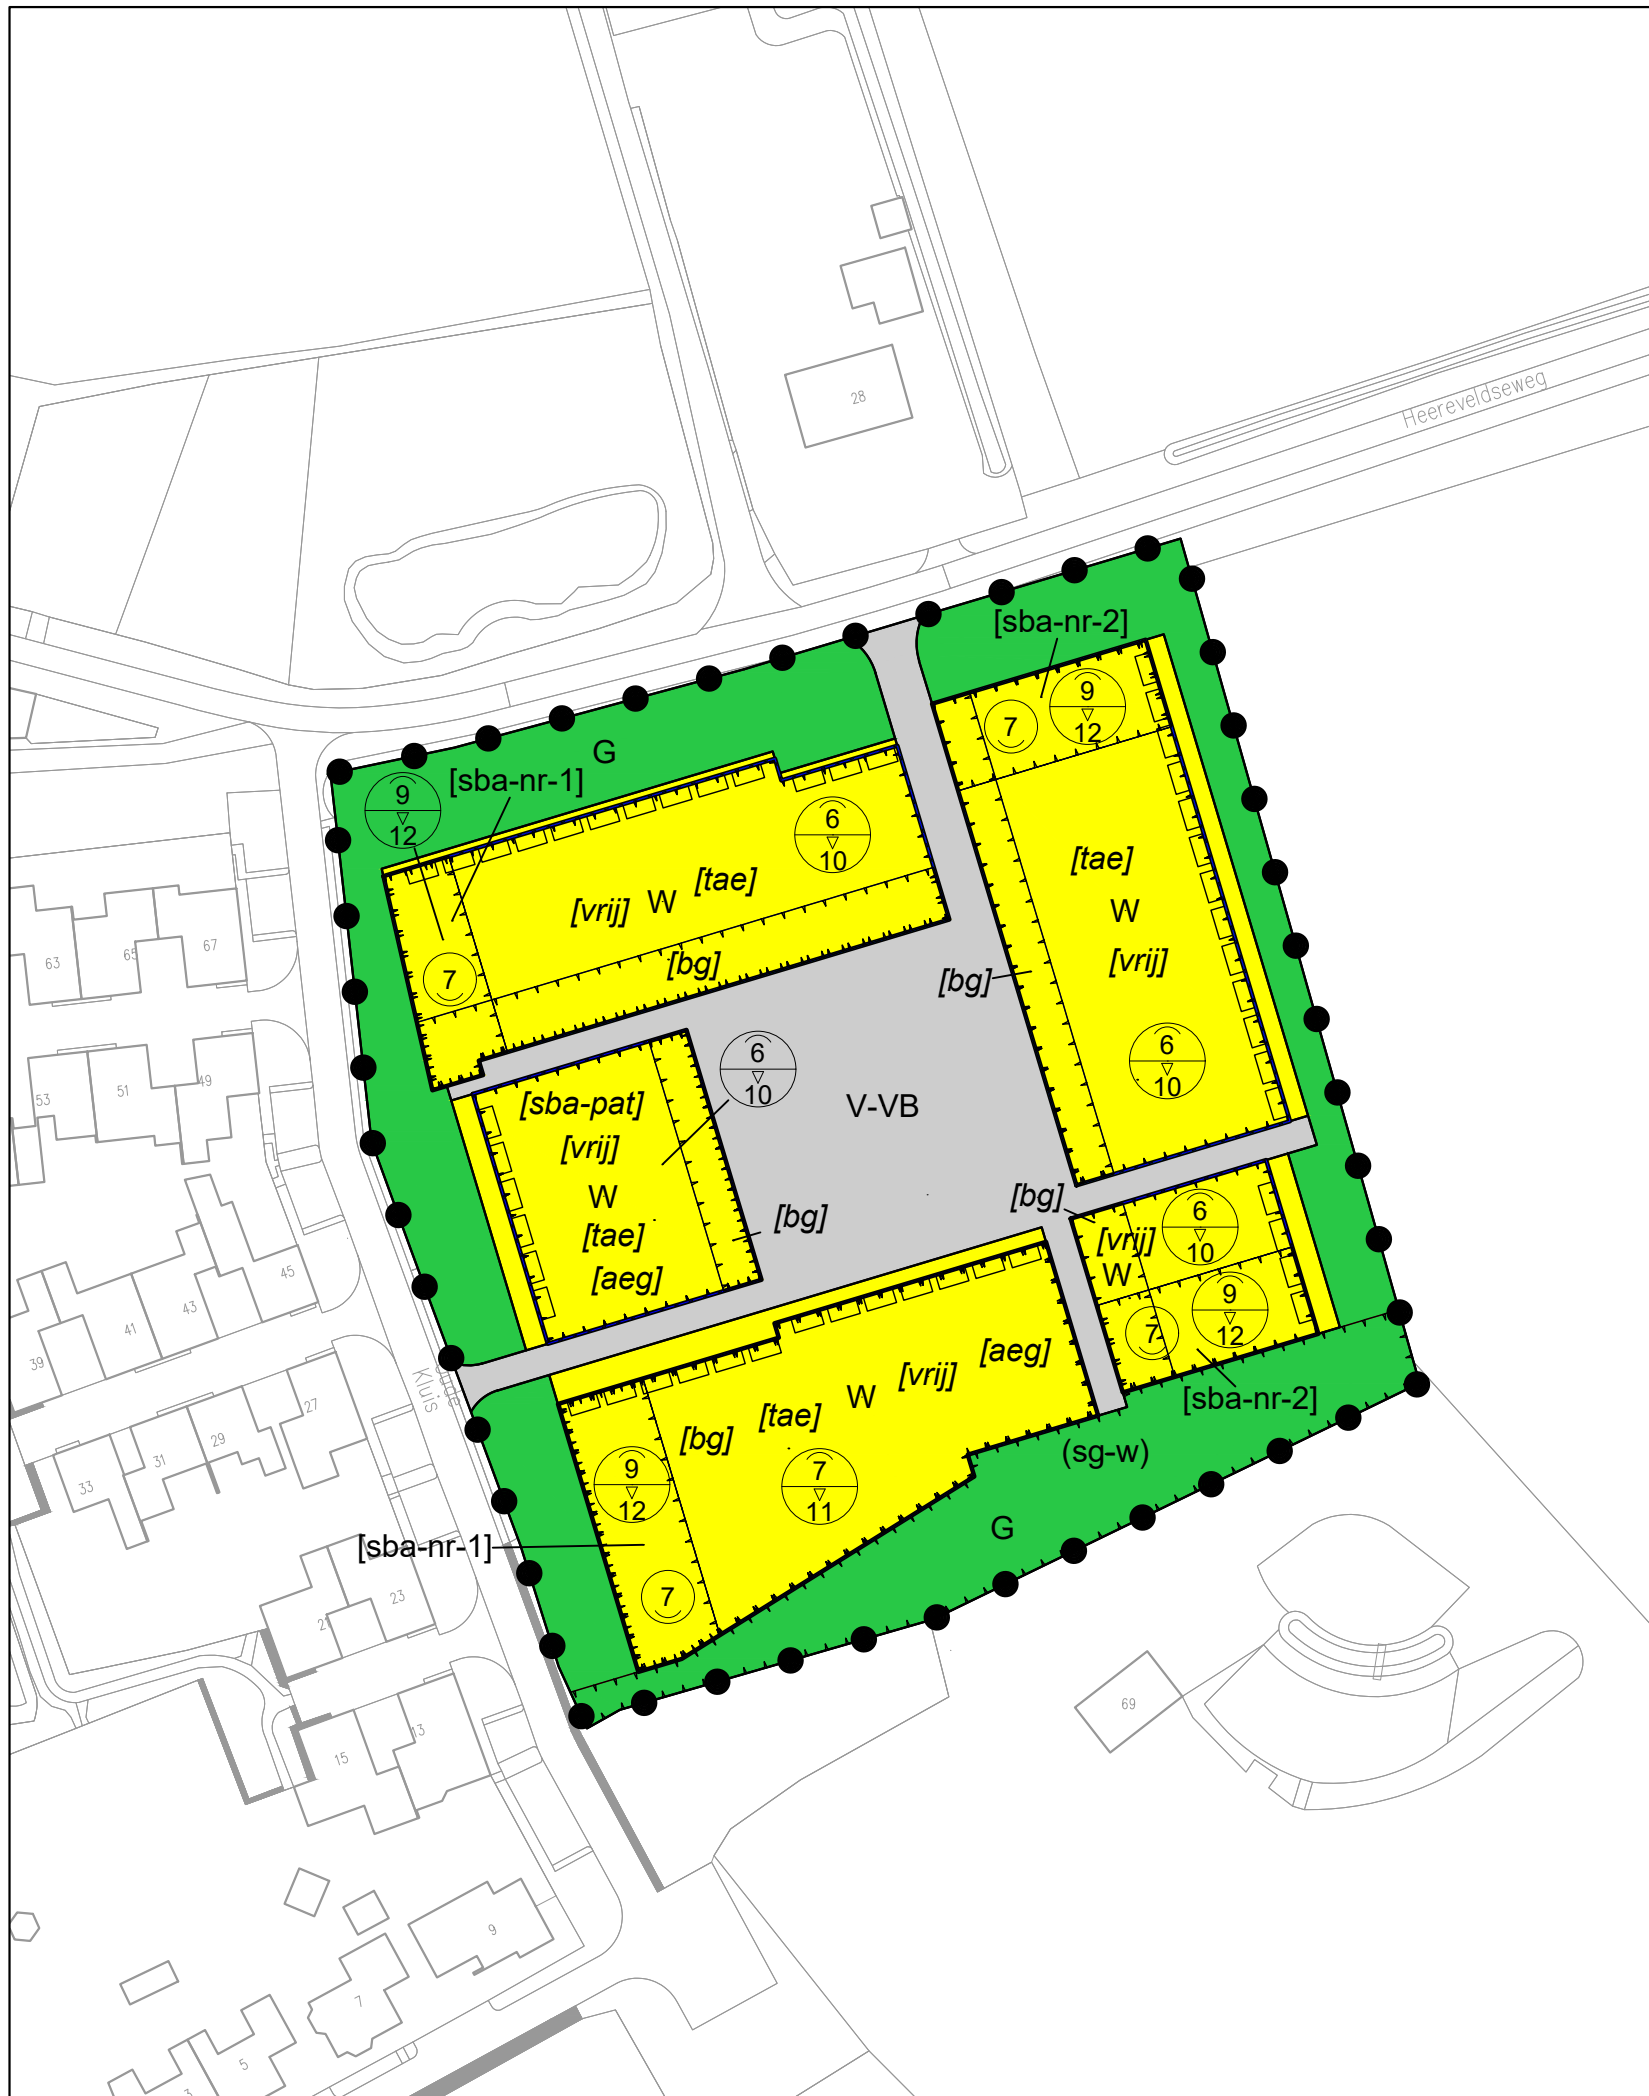 28
Heereveldseweg
[sba-nr-2]
9
12
7
G
[sba-nr-1]
9
12
6
10
[tae]
[vrij] W [tae]
W
[vrij]
63
65
67
[bg]
7
[bg]
6
10
6
10
53
51
49
[sba-pat]
[vrij]
W
[tae]
[aeg]
V-VB
[bg]
[bg]
6
10
[vrij]
W
9
12
7
[sba-nr-2]
45
43
41
39
Oude
Kluis
27
29
31
33
[aeg]
[vrij]
W
[tae]
[bg]
(sg-w)
9
12
7
11
G
[sba-nr-1]
7
23
21
13
15
69
9
7
5
3